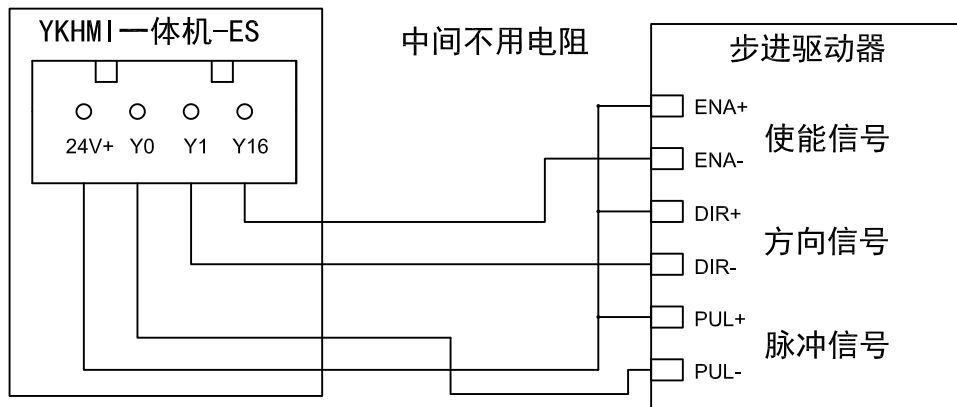 YKHMI一体机-ES
24V+ Y0 Y1 Y16
中间不用电阻
步进驱动器
ENA+
使能信号
ENA-
DIR+
方向信号
DIR-
PUL+
脉冲信号
PUL-